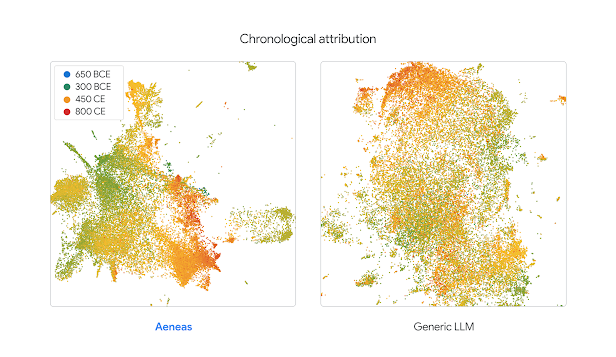 Chronological attribution
650 BCE
300 BCE
450 CE
800 CE
Aeneas
Generic LLM